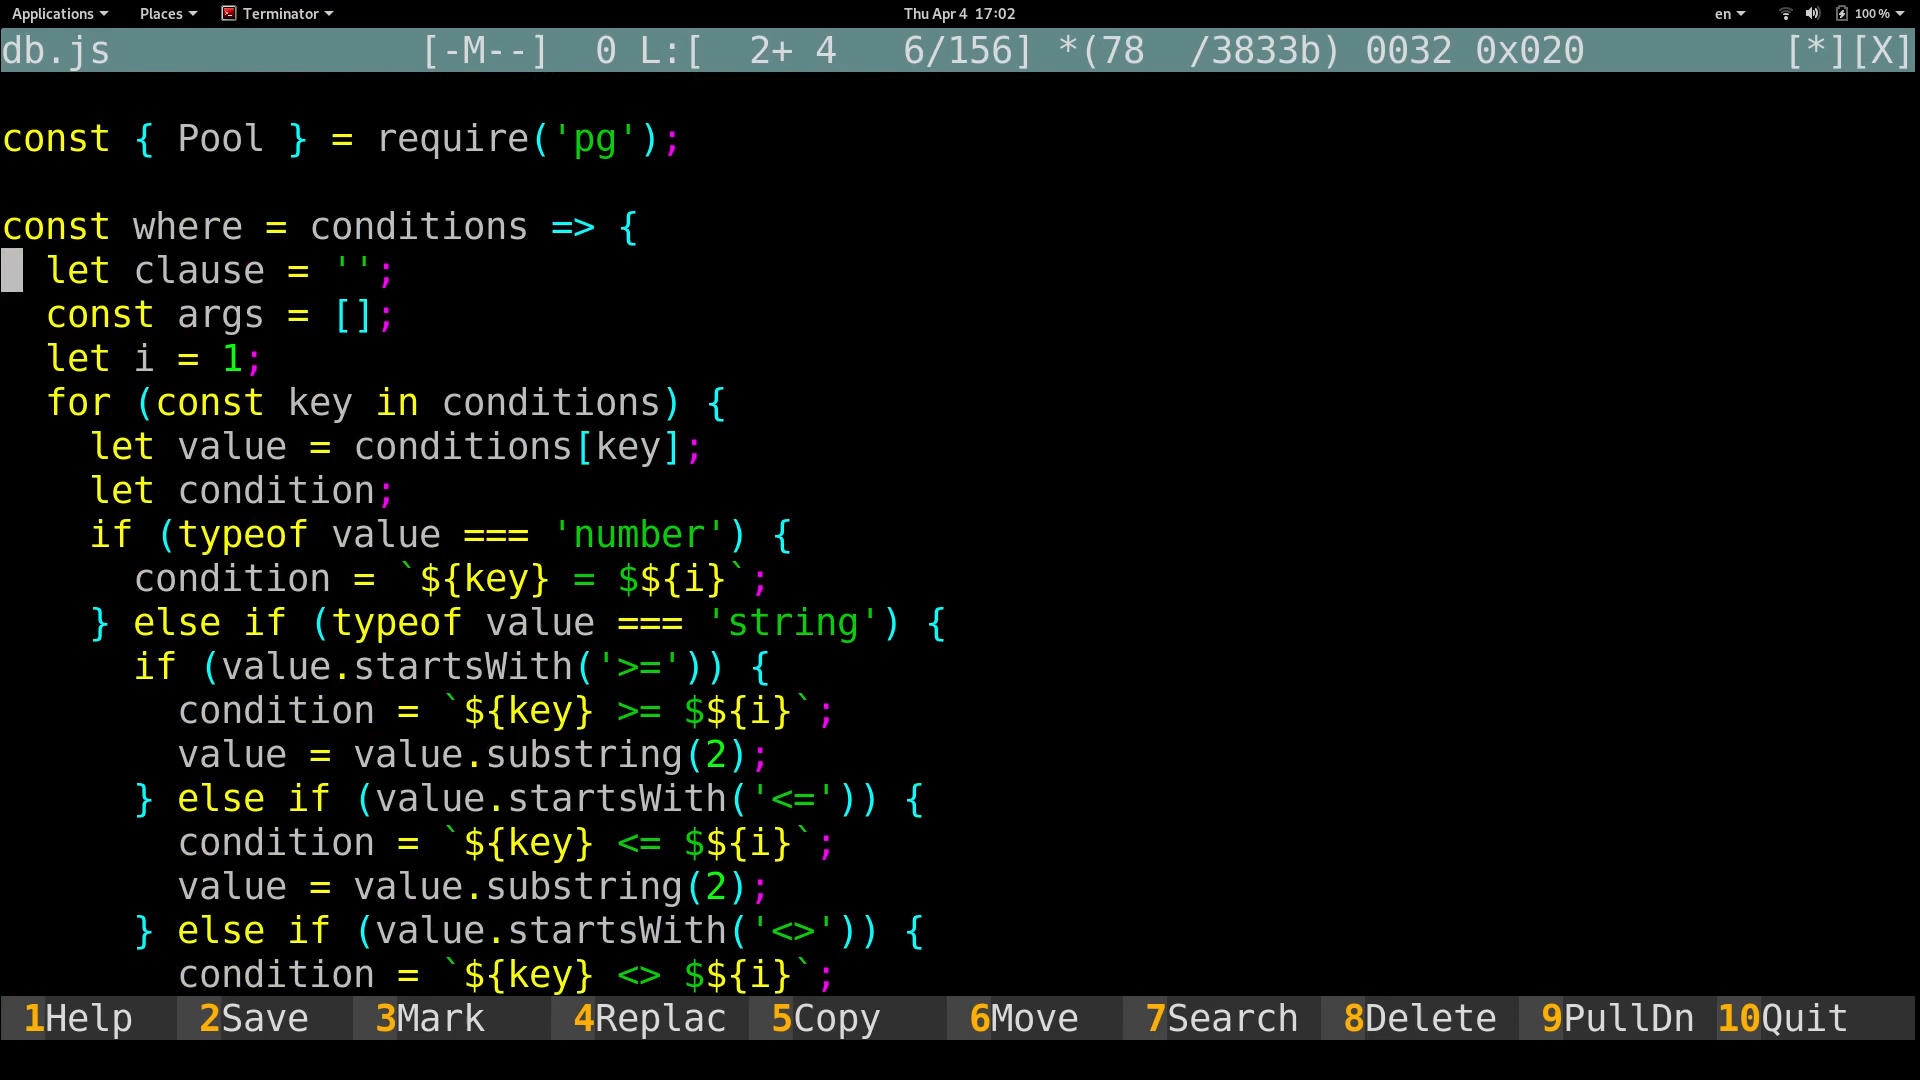 Applications Places Terminator Thu Apr 4 17:02 en 100 %
db.js [-M--] 0 L:[ 2+ 4 6/156] *(78 /3833b) 0032 0x020 [*][X]
const { Pool } = require('pg');
const where = conditions => {
  let clause = '';
  const args = [];
  let i = 1;
  for (const key in conditions) {
    let value = conditions[key];
    let condition;
    if (typeof value === 'number') {
      condition = `${key} = $${i}`;
    } else if (typeof value === 'string') {
      if (value.startsWith('>=')) {
        condition = `${key} >= $${i}`;
        value = value.substring(2);
      } else if (value.startsWith('<=')) {
        condition = `${key} <= $${i}`;
        value = value.substring(2);
      } else if (value.startsWith('<>')) {
        condition = `${key} <> $${i}`;
1Help 2Save 3Mark 4Replac 5Copy 6Move 7Search 8Delete 9PullDn 10Quit